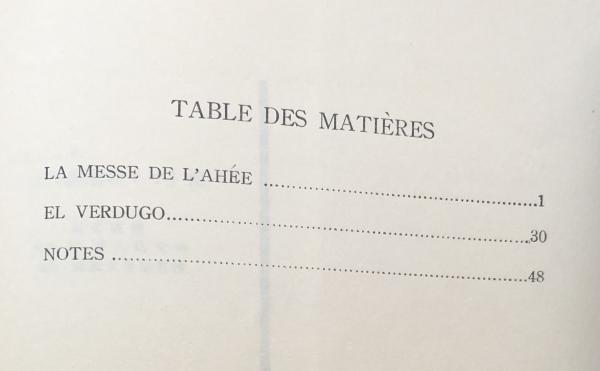 TABLE DES MATIÈRES
LA MESSE DE L'AHÉE ........................................................1
EL VERDUGO........................................................................30
NOTES ................................................................................48